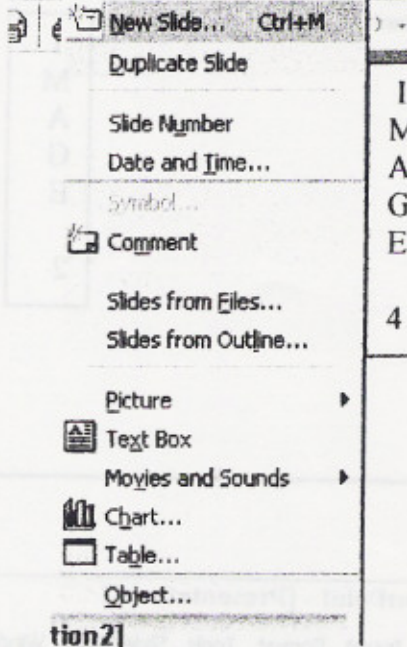 New Slide... Ctrl+M
Duplicate Slide
Slide Number
Date and Time...
Symbol...
Comment
Slides from Files...
Slides from Outline...
Picture
Text Box
Movies and Sounds
Chart...
Table...
Object...
tion2]
I
M
A
G
E
4